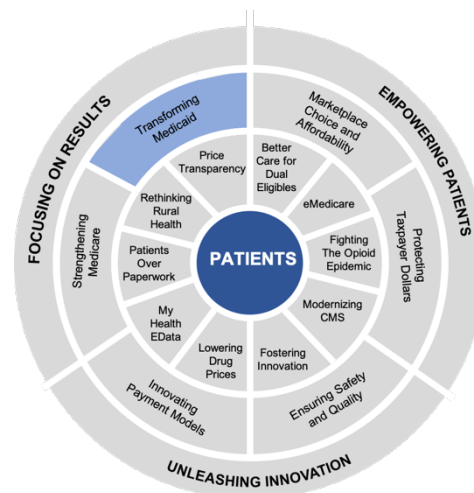 FOCUSING ON RESULTS
EMPOWERING PATIENTS
UNLEASHING INNOVATION
Transforming
Medicaid
Marketplace
Choice and
Affordability
Protecting
Taxpayer Dollars
Ensuring Safety
and Quality
Innovating
Payment Models
Strengthening
Medicare
Price
Transparency
Better
Care for
Dual
Eligibles
eMedicare
Fighting
The Opioid
Epidemic
Modernizing
CMS
Fostering
Innovation
Lowering
Drug
Prices
My
Health
EData
Patients
Over
Paperwork
Rethinking
Rural
Health
PATIENTS